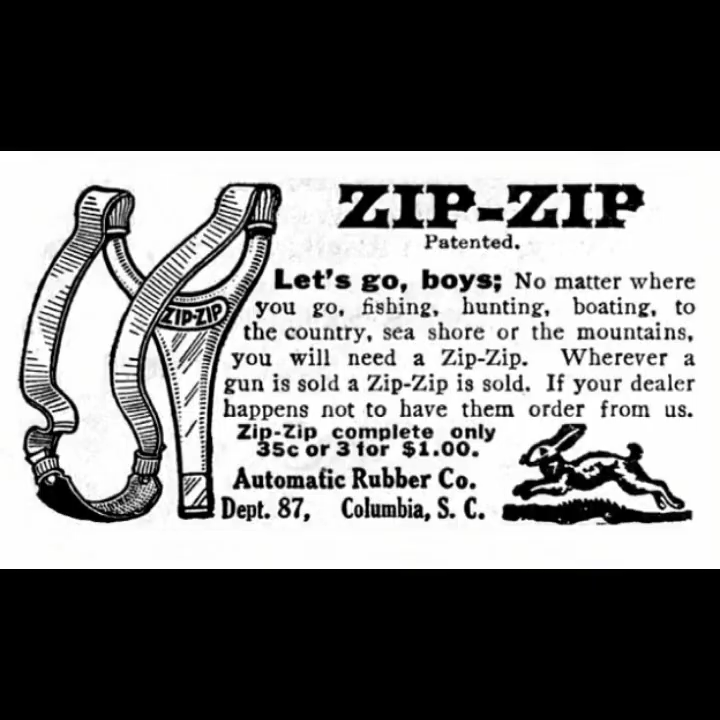 ZIP-ZIP
Patented.
ZIP-ZIP
Let's go, boys; No matter where
you go, fishing, hunting, boating, to
the country, sea shore or the mountains,
you will need a Zip-Zip. Wherever a
gun is sold a Zip-Zip is sold. If your dealer
happens not to have them order from us.
Zip-Zip complete only
35c or 3 for $1.00.
Automatic Rubber Co.
Dept. 87, Columbia, S. C.